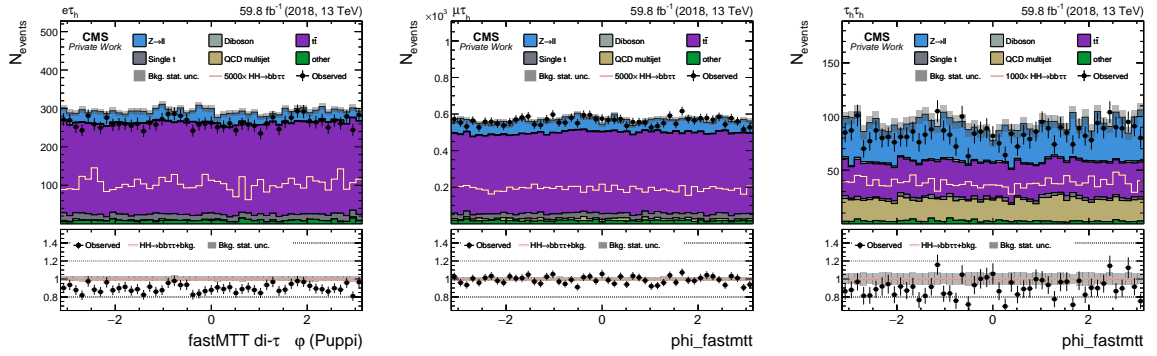 eτh 59.8 fb⁻¹ (2018, 13 TeV)
Nevents
500
400
300
200
100
CMS
Private Work
Z→ll Diboson tt̄
Single t QCD multijet other
Bkg. stat. unc. 5000× HH→bbττ Observed
1.4
1.2
1.0
0.8
Observed HH→bbττ+bkg. Bkg. stat. unc.
−2 0 2
fastMTT di-τ φ (Puppi)
×10³ μτh 59.8 fb⁻¹ (2018, 13 TeV)
Nevents
1.0
0.8
0.6
0.4
0.2
CMS
Private Work
Z→ll Diboson tt̄
Single t QCD multijet other
Bkg. stat. unc. 5000× HH→bbττ Observed
1.4
1.2
1.0
0.8
Observed HH→bbττ+bkg. Bkg. stat. unc.
−2 0 2
phi_fastmtt
τhτh 59.8 fb⁻¹ (2018, 13 TeV)
Nevents
150
100
50
CMS
Private Work
Z→ll Diboson tt̄
Single t QCD multijet other
Bkg. stat. unc. 1000× HH→bbττ Observed
1.4
1.2
1.0
0.8
Observed HH→bbττ+bkg. Bkg. stat. unc.
−2 0 2
phi_fastmtt